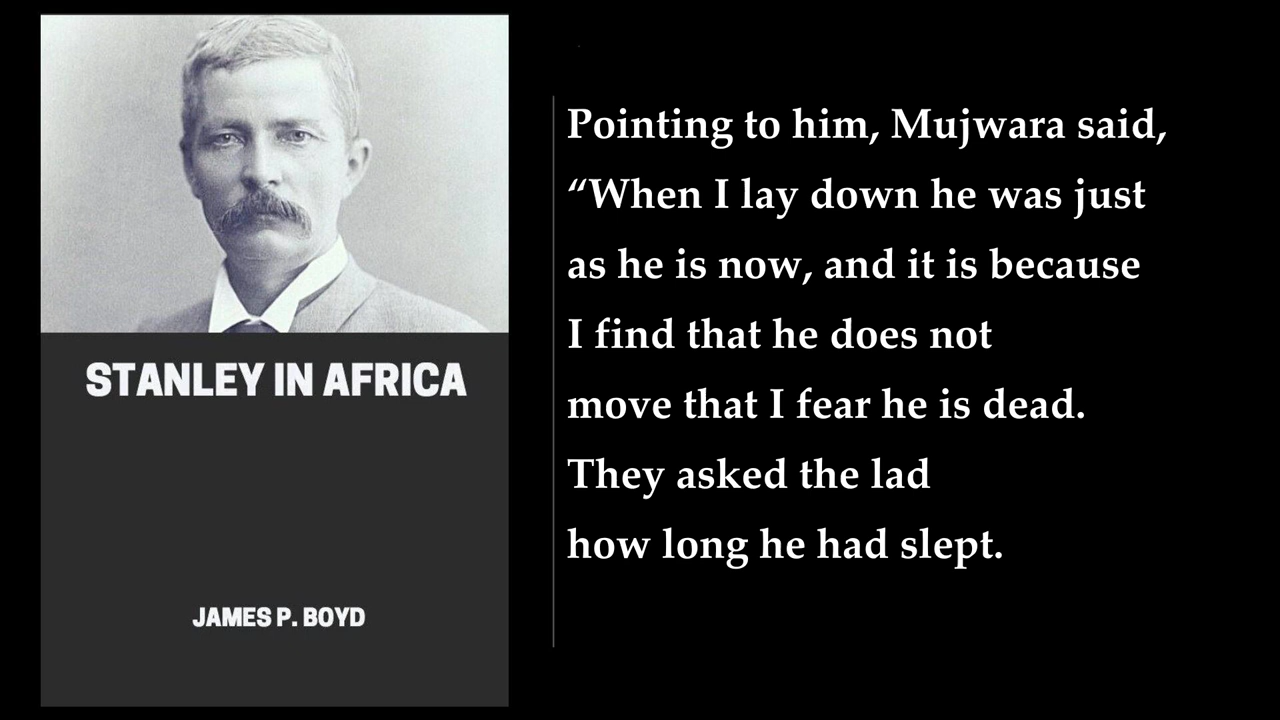 STANLEY IN AFRICA
JAMES P. BOYD
Pointing to him, Mujwara said,
“When I lay down he was just
as he is now, and it is because
I find that he does not
move that I fear he is dead.
They asked the lad
how long he had slept.